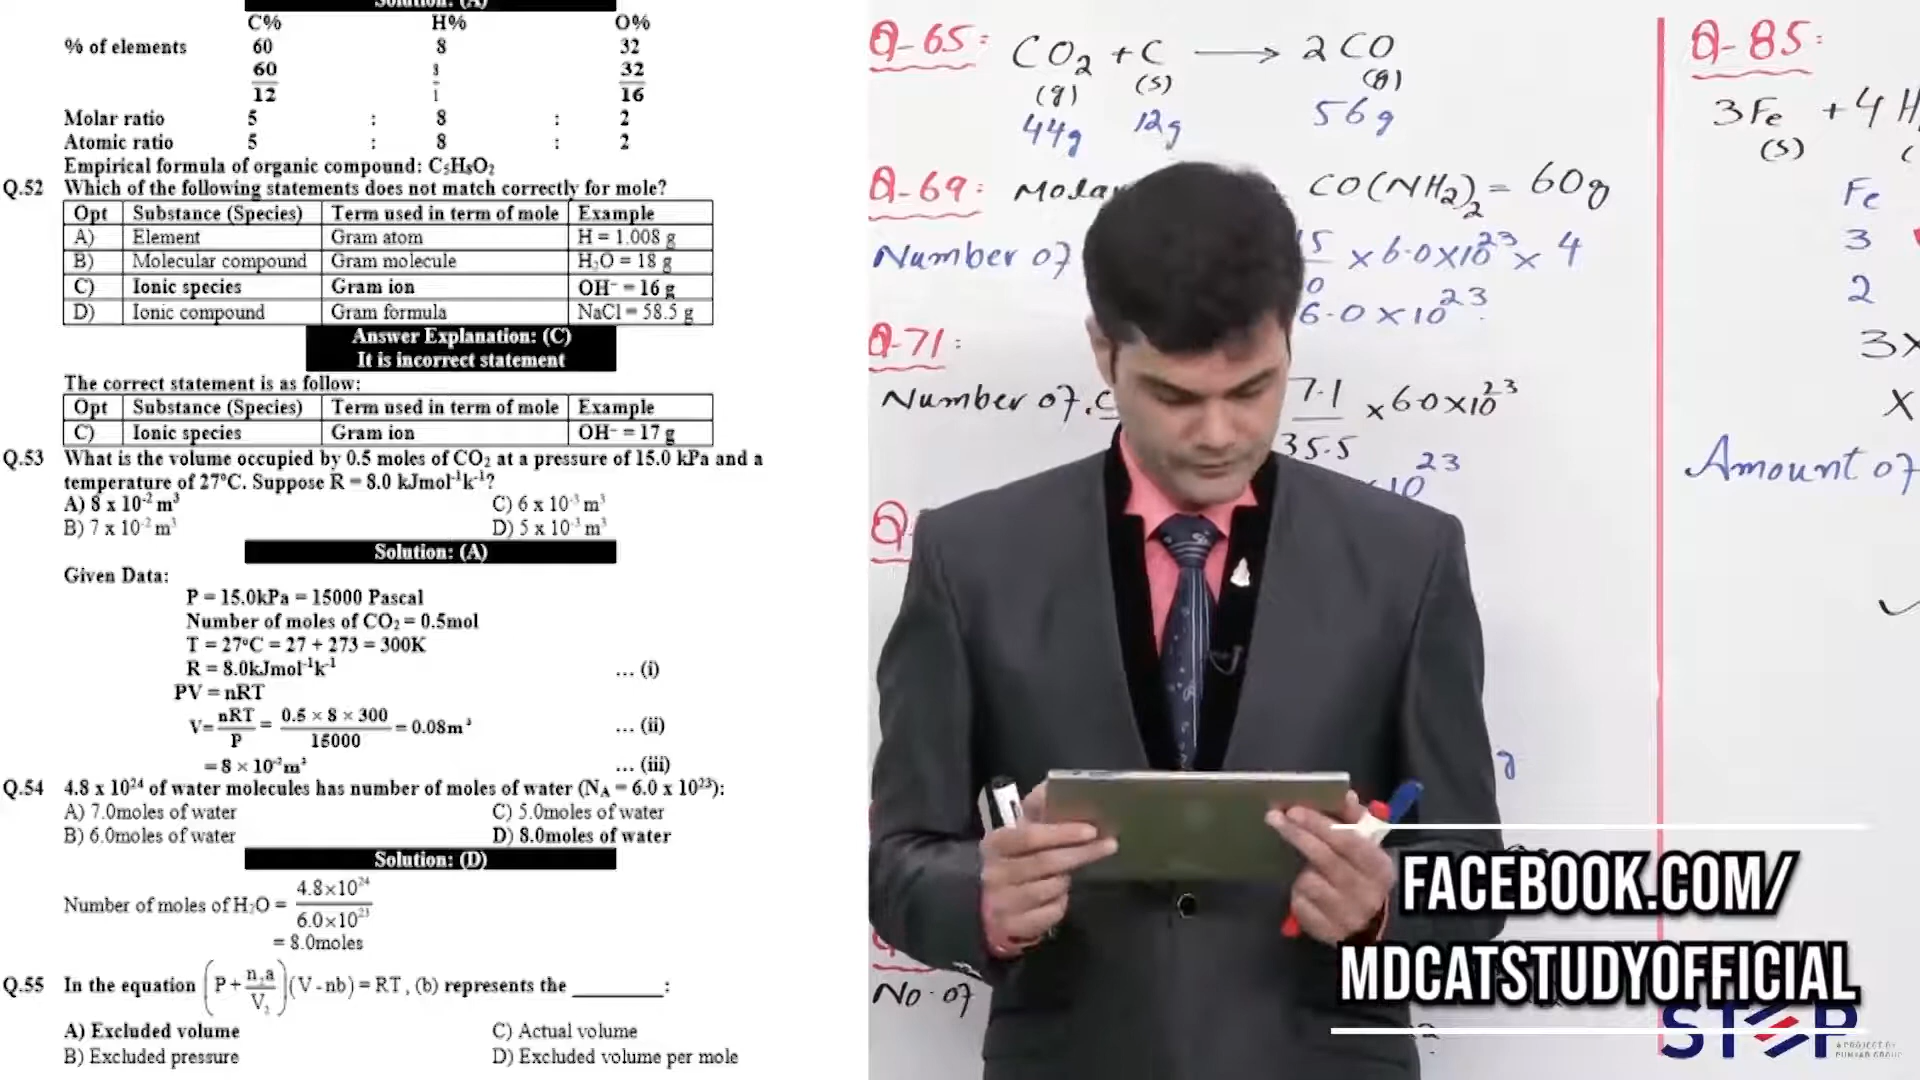 Solution: (A)
C% H% O%
% of elements 60 8 32
60/12 8/1 32/16
Molar ratio 5 : 8 : 2
Atomic ratio 5 : 8 : 2
Empirical formula of organic compound: C₅H₈O₂
Q.52 Which of the following statements does not match correctly for mole?
Opt Substance (Species) Term used in term of mole Example
A) Element Gram atom H = 1.008 g
B) Molecular compound Gram molecule H₂O = 18 g
C) Ionic species Gram ion OH⁻ = 16 g
D) Ionic compound Gram formula NaCl = 58.5 g
Answer Explanation: (C)
It is incorrect statement
The correct statement is as follow:
Opt Substance (Species) Term used in term of mole Example
C) Ionic species Gram ion OH⁻ = 17 g
Q.53 What is the volume occupied by 0.5 moles of CO₂ at a pressure of 15.0 kPa and a
temperature of 27°C. Suppose R = 8.0 kJmol⁻¹k⁻¹?
A) 8 x 10⁻² m³ C) 6 x 10⁻³ m³
B) 7 x 10⁻² m³ D) 5 x 10⁻³ m³
Solution: (A)
Given Data:
P = 15.0kPa = 15000 Pascal
Number of moles of CO₂ = 0.5mol
T = 27°C = 27 + 273 = 300K
R = 8.0kJmol⁻¹k⁻¹ ... (i)
PV = nRT
V= nRT/P = 0.5 × 8 × 300/15000 = 0.08m³ ... (ii)
= 8 × 10⁻²m³ ... (iii)
Q.54 4.8 x 10²⁴ of water molecules has number of moles of water (Nᴀ = 6.0 x 10²³):
A) 7.0moles of water C) 5.0moles of water
B) 6.0moles of water D) 8.0moles of water
Solution: (D)
Number of moles of H₂O = 4.8×10²⁴/6.0×10²³
= 8.0moles
Q.55 In the equation (P + n₂a/V₂)(V - nb) = RT, (b) represents the ________:
A) Excluded volume C) Actual volume
B) Excluded pressure D) Excluded volume per mole
Q-65: CO₂ + C ⟶ 2CO
(g) (s) (g)
44g 12g 56g
Q-69: CO(NH₂)₂ = 60g
Number of × 6.0×10²³ × 4
6.0 × 10²³
Q-71:
Number of 7.1/35.5 × 6.0×10²³
10²³
No. of
Q-85:
3Fe + 4H
(s)
Fe
3
2
3×
X
Amount of
FACEBOOK.COM/
MDCATSTUDYOFFICIAL
STEP
A PROJECT BY
PUNJAB GROUP